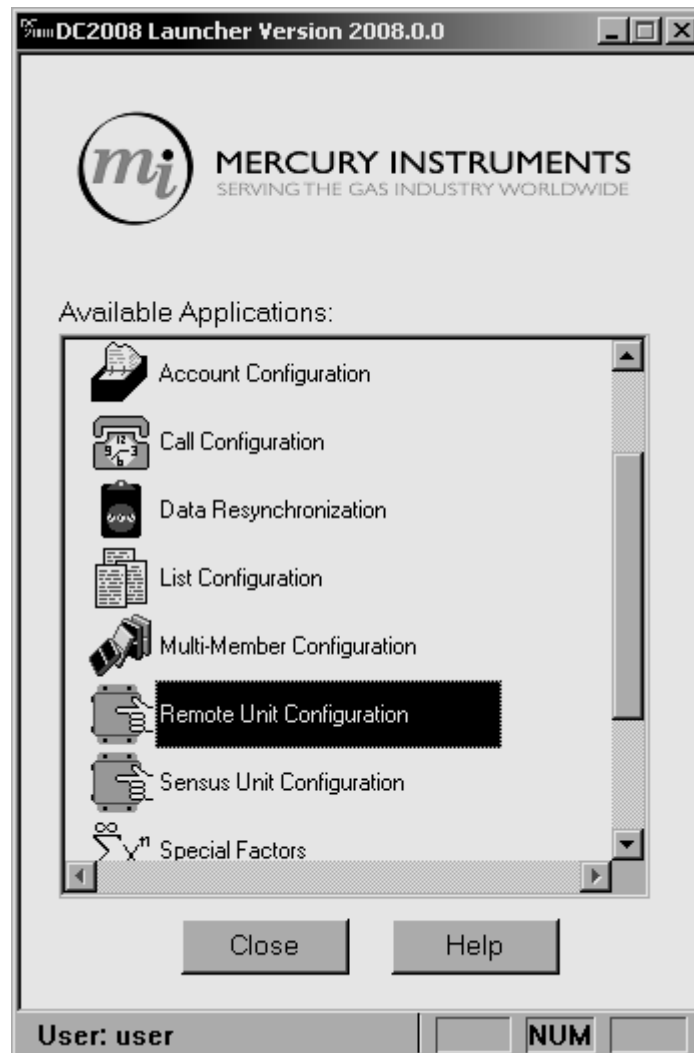 DC2008 Launcher Version 2008.0.0
mi
MERCURY INSTRUMENTS
SERVING THE GAS INDUSTRY WORLDWIDE
Available Applications:
Account Configuration
Call Configuration
Data Resynchronization
List Configuration
Multi-Member Configuration
Remote Unit Configuration
Sensus Unit Configuration
Special Factors
Close
Help
User: user
NUM